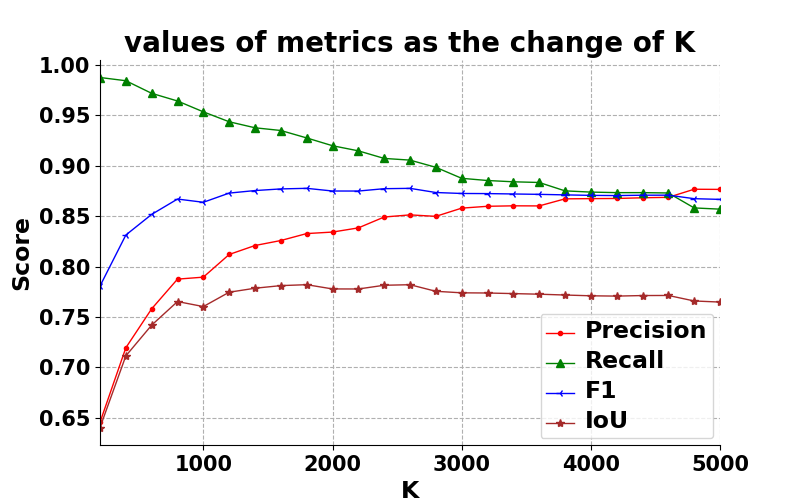 values of metrics as the change of K
1.00
0.95
0.90
0.85
0.80
0.75
0.70
0.65
Score
Precision
Recall
F1
IoU
1000 2000 3000 4000 5000
K